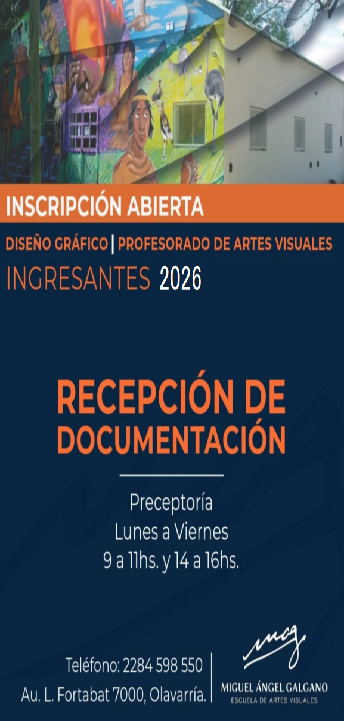 INSCRIPCIÓN ABIERTA
DISEÑO GRÁFICO | PROFESORADO DE ARTES VISUALES
INGRESANTES 2026
RECEPCIÓN DE
DOCUMENTACIÓN
Preceptoría
Lunes a Viernes
9 a 11hs. y 14 a 16hs.
Teléfono: 2284 598 550
Au. L. Fortabat 7000, Olavarría.
mag
MIGUEL ÁNGEL GALGANO
ESCUELA DE ARTES VISUALES